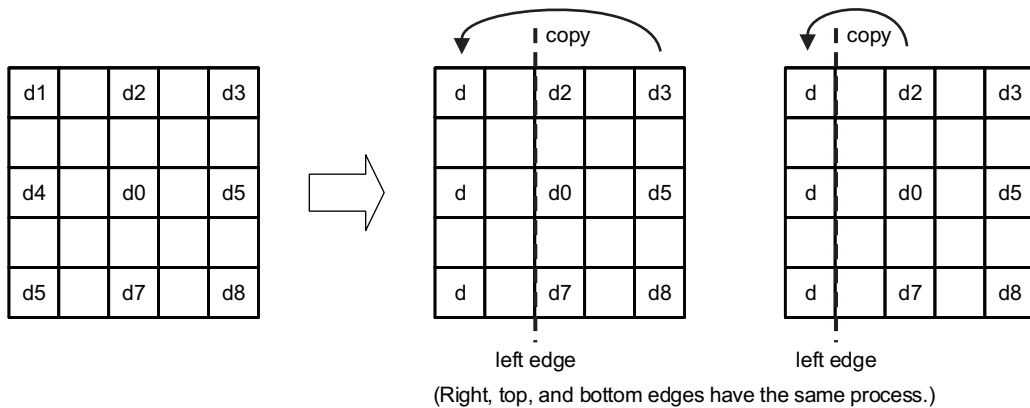 copy copy
d1 d2 d3 d d2 d3 d d2 d3
d4 d0 d5 d d0 d5 d d0 d5
d5 d7 d8 d d7 d8 d d7 d8
left edge left edge
(Right, top, and bottom edges have the same process.)